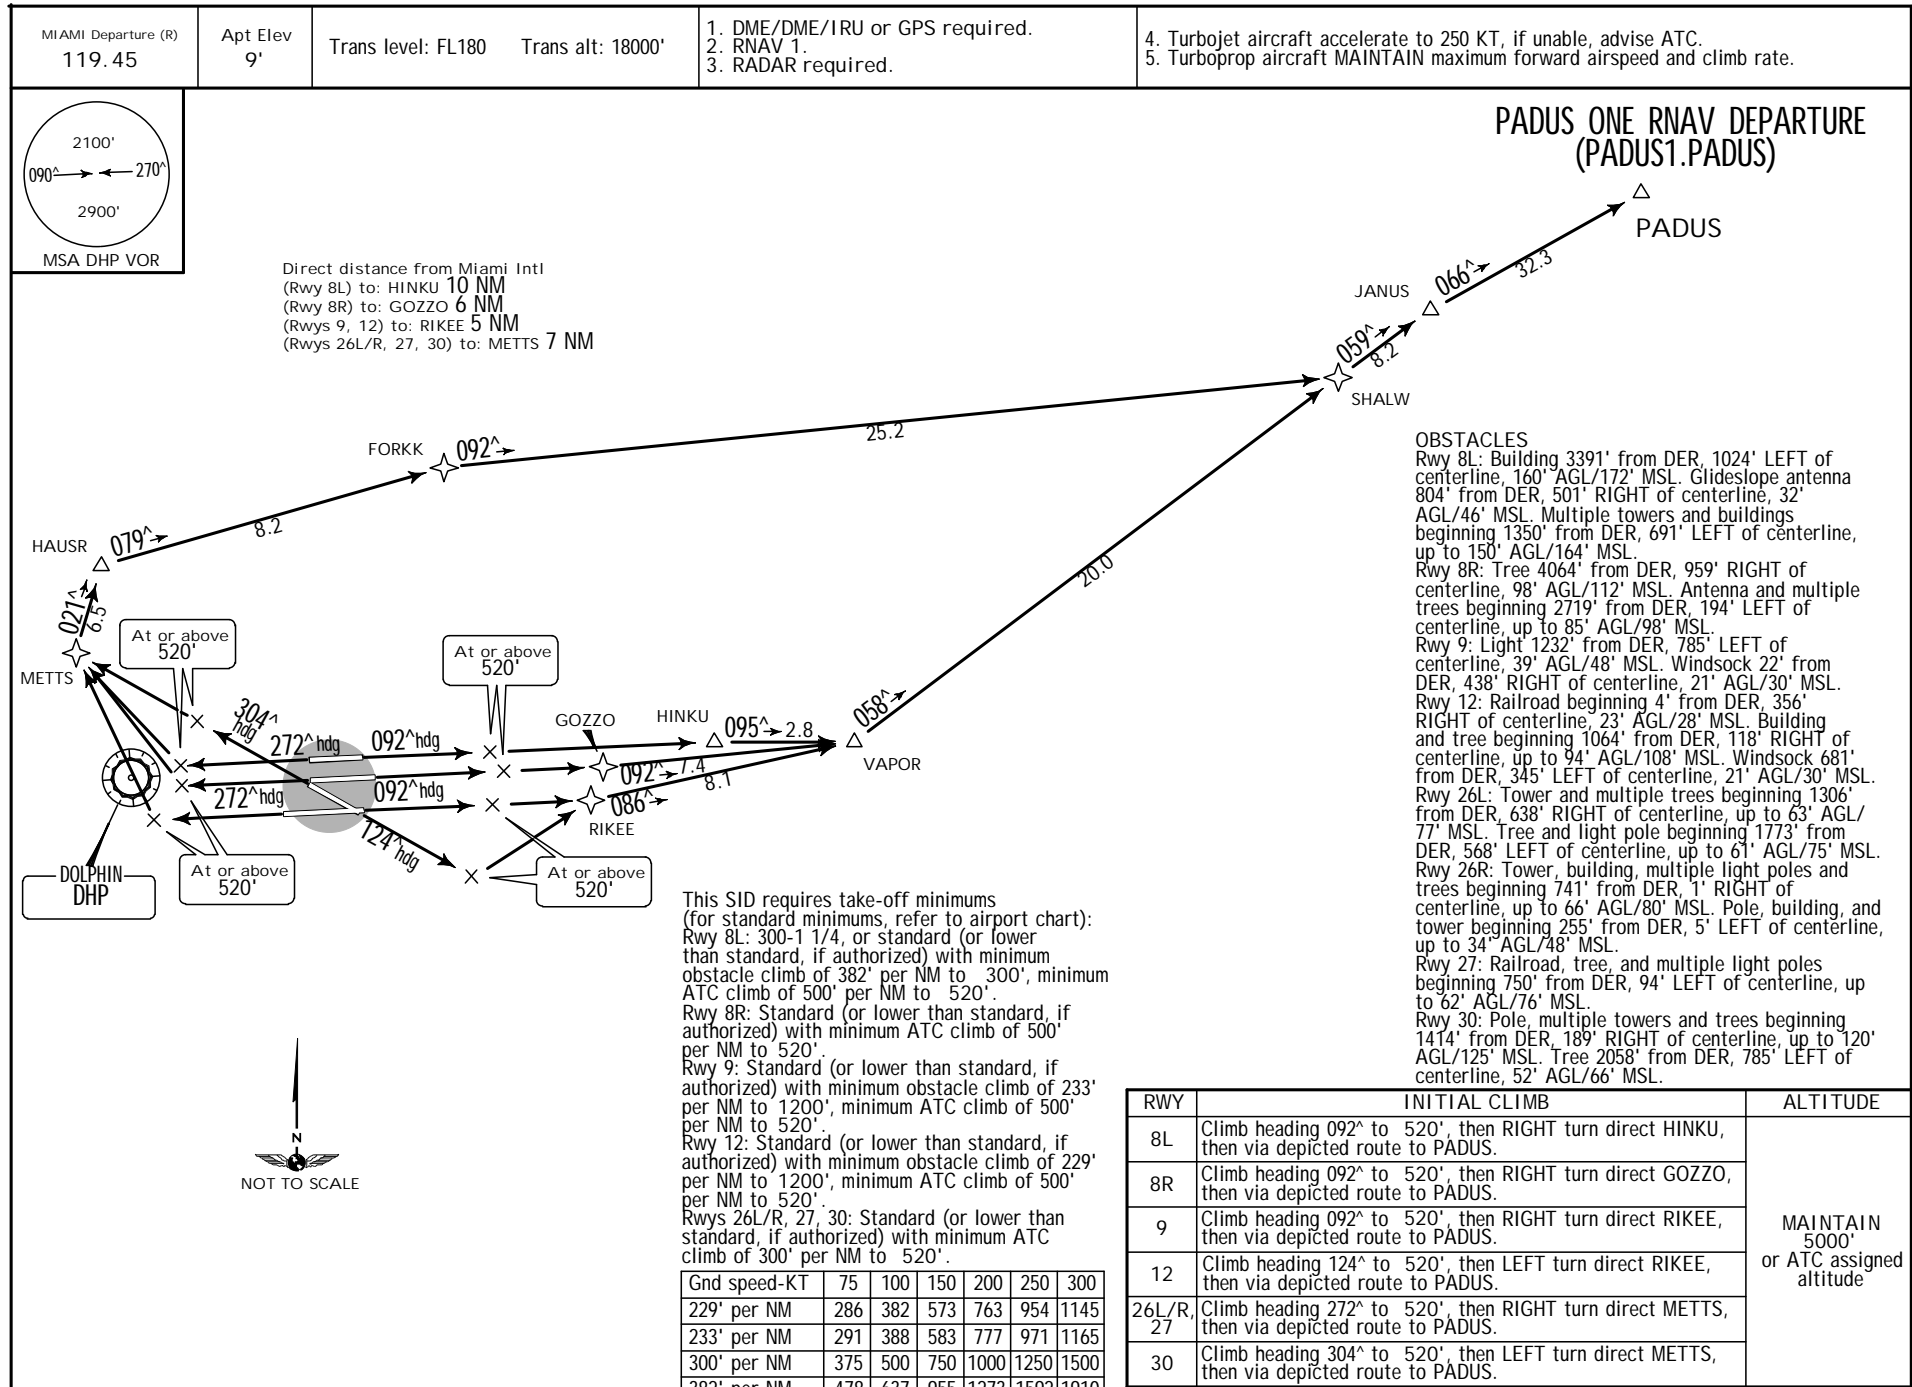 MIAMI Departure (R)
119.45
Apt Elev
9'
Trans level: FL180 Trans alt: 18000'
1. DME/DME/IRU or GPS required.
2. RNAV 1.
3. RADAR required.
4. Turbojet aircraft accelerate to 250 KT, if unable, advise ATC.
5. Turboprop aircraft MAINTAIN maximum forward airspeed and climb rate.
2100'
090^ 270^
2900'
MSA DHP VOR
PADUS ONE RNAV DEPARTURE
(PADUS1.PADUS)
PADUS
32.3
066^
JANUS
059^
8.2
SHALW
Direct distance from Miami Intl
(Rwy 8L) to: HINKU 10 NM
(Rwy 8R) to: GOZZO 6 NM
(Rwys 9, 12) to: RIKEE 5 NM
(Rwys 26L/R, 27, 30) to: METTS 7 NM
FORKK 092^
25.2
HAUSR 079^
8.2
021^
6.5
METTS
20.0
058^
At or above
520'
At or above
520'
304^
hdg
GOZZO
HINKU 095^ 2.8
VAPOR
272^hdg 092^hdg
092^ 7.4
272^hdg 092^hdg
086^ 8.1
RIKEE
124^hdg
DOLPHIN
DHP
At or above
520'
At or above
520'
OBSTACLES
Rwy 8L: Building 3391' from DER, 1024' LEFT of
centerline, 160' AGL/172' MSL. Glideslope antenna
804' from DER, 501' RIGHT of centerline, 32'
AGL/46' MSL. Multiple towers and buildings
beginning 1350' from DER, 691' LEFT of centerline,
up to 150' AGL/164' MSL.
Rwy 8R: Tree 4064' from DER, 959' RIGHT of
centerline, 98' AGL/112' MSL. Antenna and multiple
trees beginning 2719' from DER, 194' LEFT of
centerline, up to 85' AGL/98' MSL.
Rwy 9: Light 1232' from DER, 785' LEFT of
centerline, 39' AGL/48' MSL. Windsock 22' from
DER, 438' RIGHT of centerline, 21' AGL/30' MSL.
Rwy 12: Railroad beginning 4' from DER, 356'
RIGHT of centerline, 23' AGL/28' MSL. Building
and tree beginning 1064' from DER, 118' RIGHT of
centerline, up to 94' AGL/108' MSL. Windsock 681'
from DER, 345' LEFT of centerline, 21' AGL/30' MSL.
Rwy 26L: Tower and multiple trees beginning 1306'
from DER, 638' RIGHT of centerline, up to 63' AGL/
77' MSL. Tree and light pole beginning 1773' from
DER, 568' LEFT of centerline, up to 61' AGL/75' MSL.
Rwy 26R: Tower, building, multiple light poles and
trees beginning 741' from DER, 1' RIGHT of
centerline, up to 66' AGL/80' MSL. Pole, building, and
tower beginning 255' from DER, 5' LEFT of centerline,
up to 34' AGL/48' MSL.
Rwy 27: Railroad, tree, and multiple light poles
beginning 750' from DER, 94' LEFT of centerline, up
to 62' AGL/76' MSL.
Rwy 30: Pole, multiple towers and trees beginning
1414' from DER, 189' RIGHT of centerline, up to 120'
AGL/125' MSL. Tree 2058' from DER, 785' LEFT of
centerline, 52' AGL/66' MSL.
N
NOT TO SCALE
This SID requires take-off minimums
(for standard minimums, refer to airport chart):
Rwy 8L: 300-1 1/4, or standard (or lower
than standard, if authorized) with minimum
obstacle climb of 382' per NM to 300', minimum
ATC climb of 500' per NM to 520'.
Rwy 8R: Standard (or lower than standard, if
authorized) with minimum ATC climb of 500'
per NM to 520'.
Rwy 9: Standard (or lower than standard, if
authorized) with minimum obstacle climb of 233'
per NM to 1200', minimum ATC climb of 500'
per NM to 520'.
Rwy 12: Standard (or lower than standard, if
authorized) with minimum obstacle climb of 229'
per NM to 1200', minimum ATC climb of 500'
per NM to 520'.
Rwys 26L/R, 27, 30: Standard (or lower than
standard, if authorized) with minimum ATC
climb of 300' per NM to 520'.
Gnd speed-KT 75 100 150 200 250 300
229' per NM 286 382 573 763 954 1145
233' per NM 291 388 583 777 971 1165
300' per NM 375 500 750 1000 1250 1500
382' per NM 478 637 955 1273 1592 1910
RWY INITIAL CLIMB ALTITUDE
8L Climb heading 092^ to 520', then RIGHT turn direct HINKU,
then via depicted route to PADUS.
8R Climb heading 092^ to 520', then RIGHT turn direct GOZZO,
then via depicted route to PADUS.
9 Climb heading 092^ to 520', then RIGHT turn direct RIKEE,
then via depicted route to PADUS.
12 Climb heading 124^ to 520', then LEFT turn direct RIKEE,
then via depicted route to PADUS.
26L/R, 27 Climb heading 272^ to 520', then RIGHT turn direct METTS,
then via depicted route to PADUS.
30 Climb heading 304^ to 520', then LEFT turn direct METTS,
then via depicted route to PADUS.
MAINTAIN
5000'
or ATC assigned
altitude